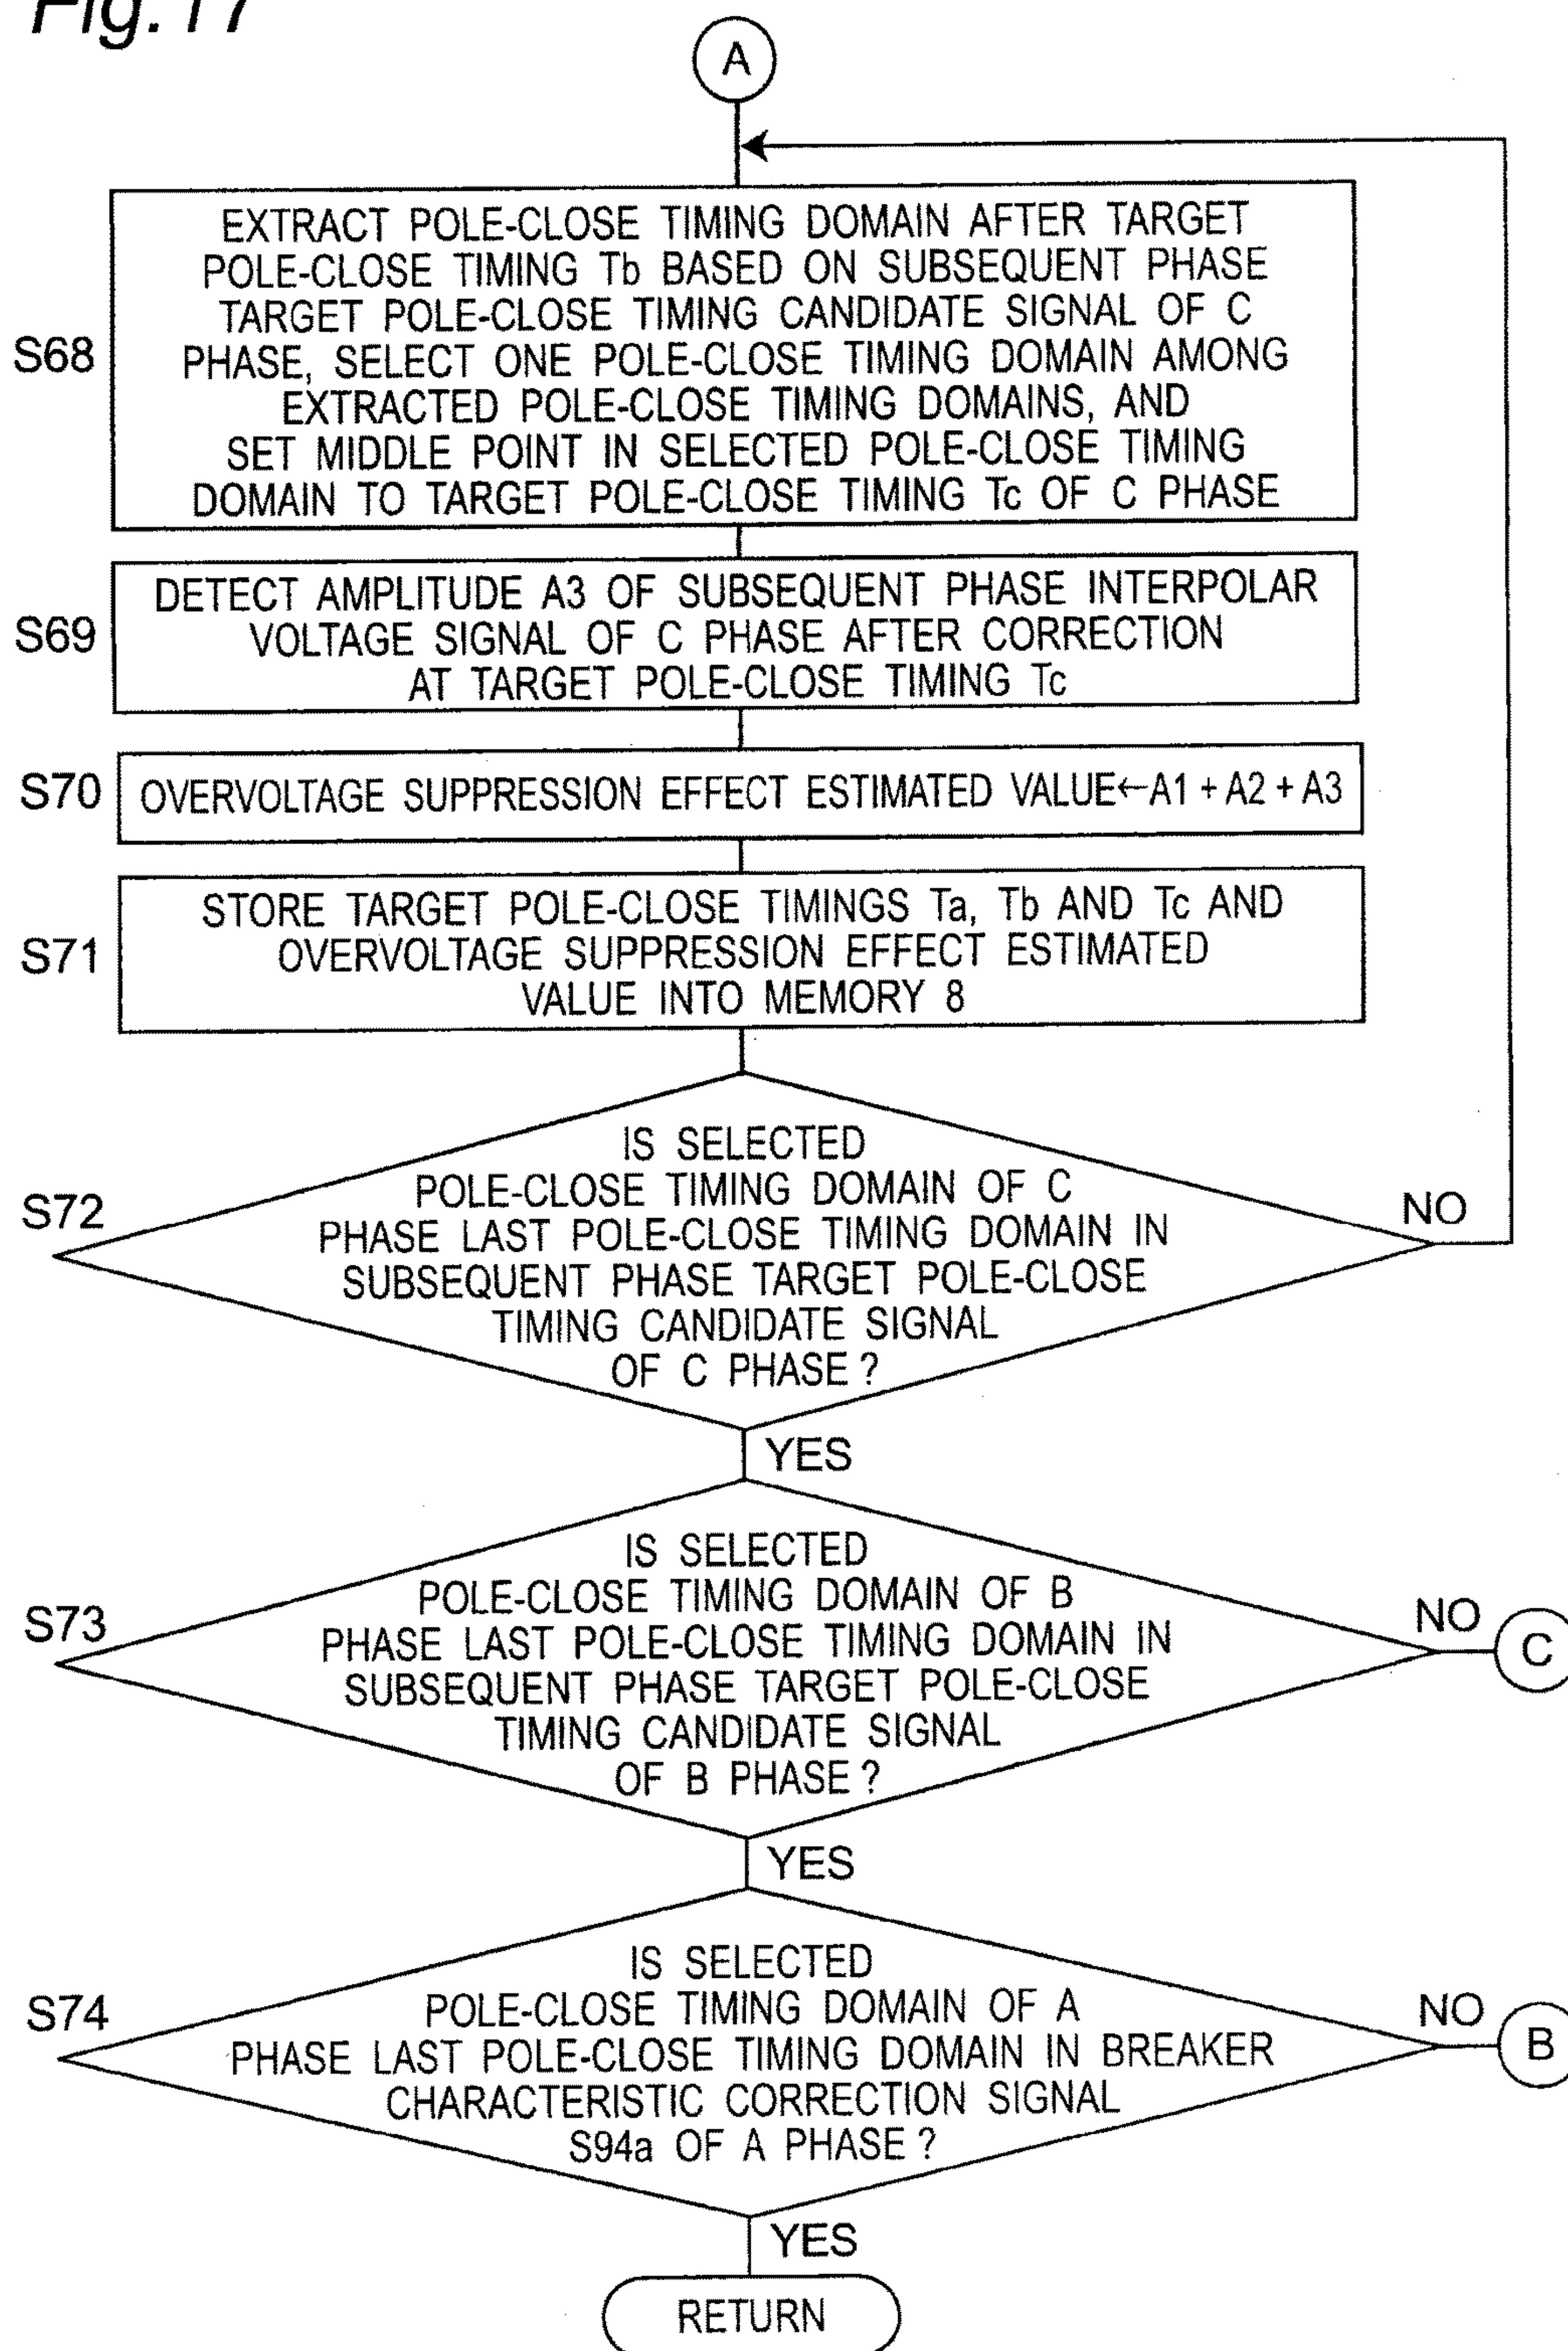 Fig. 17
A
S68
EXTRACT POLE-CLOSE TIMING DOMAIN AFTER TARGET
POLE-CLOSE TIMING Tb BASED ON SUBSEQUENT PHASE
TARGET POLE-CLOSE TIMING CANDIDATE SIGNAL OF C
PHASE, SELECT ONE POLE-CLOSE TIMING DOMAIN AMONG
EXTRACTED POLE-CLOSE TIMING DOMAINS, AND
SET MIDDLE POINT IN SELECTED POLE-CLOSE TIMING
DOMAIN TO TARGET POLE-CLOSE TIMING Tc OF C PHASE
S69
DETECT AMPLITUDE A3 OF SUBSEQUENT PHASE INTERPOLAR
VOLTAGE SIGNAL OF C PHASE AFTER CORRECTION
AT TARGET POLE-CLOSE TIMING Tc
S70
OVERVOLTAGE SUPPRESSION EFFECT ESTIMATED VALUE←A1 + A2 + A3
S71
STORE TARGET POLE-CLOSE TIMINGS Ta, Tb AND Tc AND
OVERVOLTAGE SUPPRESSION EFFECT ESTIMATED
VALUE INTO MEMORY 8
S72
IS SELECTED
POLE-CLOSE TIMING DOMAIN OF C
PHASE LAST POLE-CLOSE TIMING DOMAIN IN
SUBSEQUENT PHASE TARGET POLE-CLOSE
TIMING CANDIDATE SIGNAL
OF C PHASE ?
NO
YES
S73
IS SELECTED
POLE-CLOSE TIMING DOMAIN OF B
PHASE LAST POLE-CLOSE TIMING DOMAIN IN
SUBSEQUENT PHASE TARGET POLE-CLOSE
TIMING CANDIDATE SIGNAL
OF B PHASE ?
NO
C
YES
S74
IS SELECTED
POLE-CLOSE TIMING DOMAIN OF A
PHASE LAST POLE-CLOSE TIMING DOMAIN IN BREAKER
CHARACTERISTIC CORRECTION SIGNAL
S94a OF A PHASE ?
NO
B
YES
RETURN